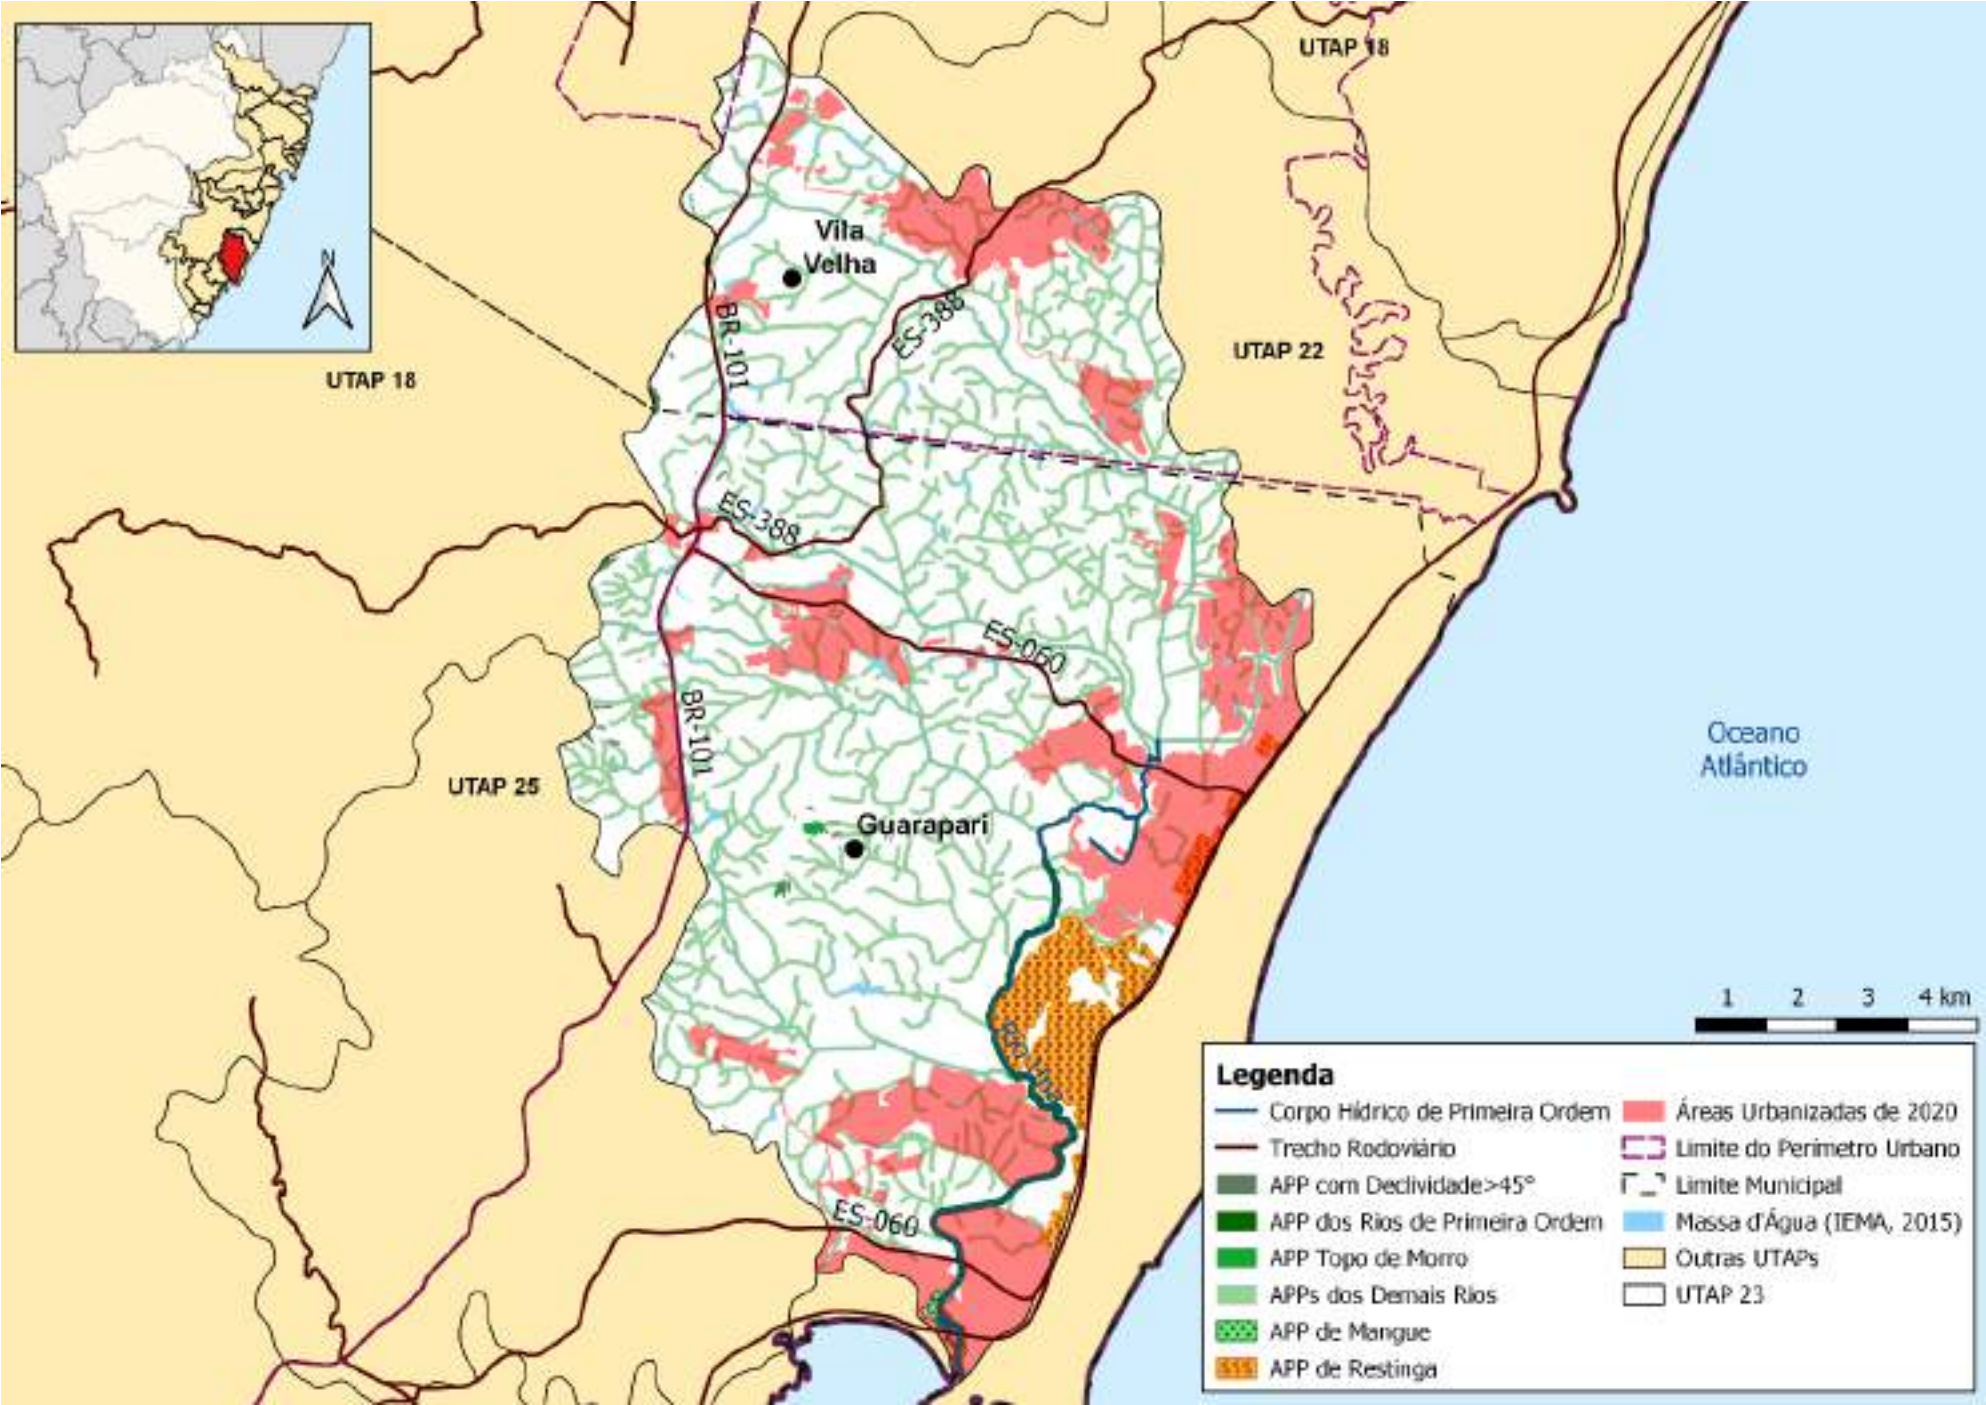 UTAP 18
N
Vila
Velha
BR-101
ES-388
UTAP 22
UTAP 18
ES-388
ES-060
BR-101
Oceano
Atlântico
UTAP 25
Guarapari
1 2 3 4 km
Rio Una
ES-060
Legenda
Corpo Hídrico de Primeira Ordem
Trecho Rodoviário
APP com Declividade>45°
APP dos Rios de Primeira Ordem
APP Topo de Morro
APPs dos Demais Rios
APP de Mangue
APP de Restinga
Áreas Urbanizadas de 2020
Limite do Perímetro Urbano
Limite Municipal
Massa d'Água (IEMA, 2015)
Outras UTAPs
UTAP 23